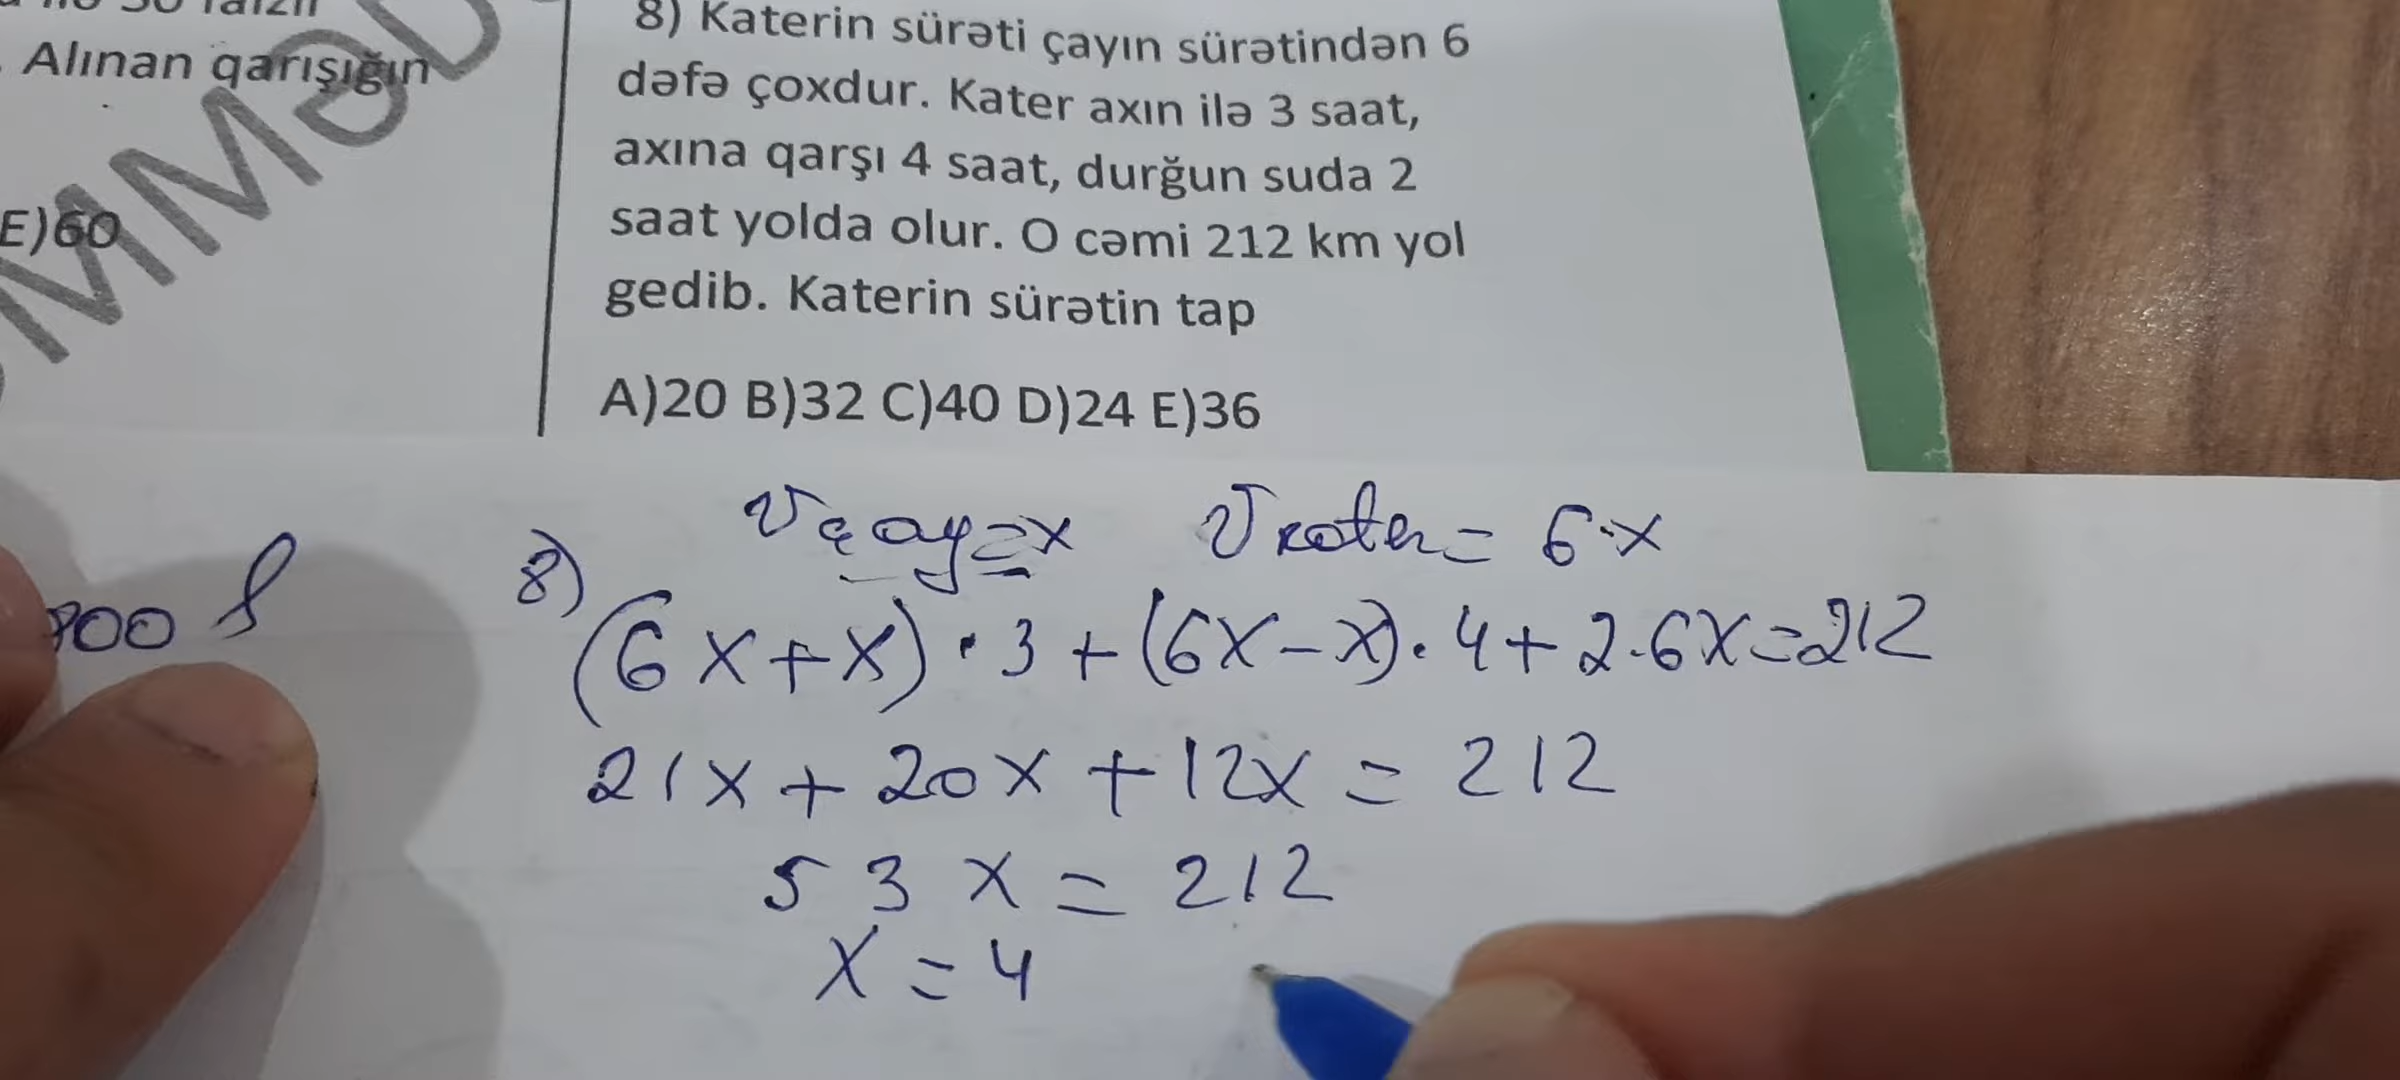 Alınan qarışığın
E)60
8) Katerin sürəti çayın sürətindən 6
dəfə çoxdur. Kater axın ilə 3 saat,
axına qarşı 4 saat, durğun suda 2
saat yolda olur. O cəmi 212 km yol
gedib. Katerin sürətin tap
A)20 B)32 C)40 D)24 E)36
Vçay=x Vkater= 6·x
8)
(6x+x)·3+(6x-x)·4+2·6x=212
21x+20x+12x=212
53x=212
x=4